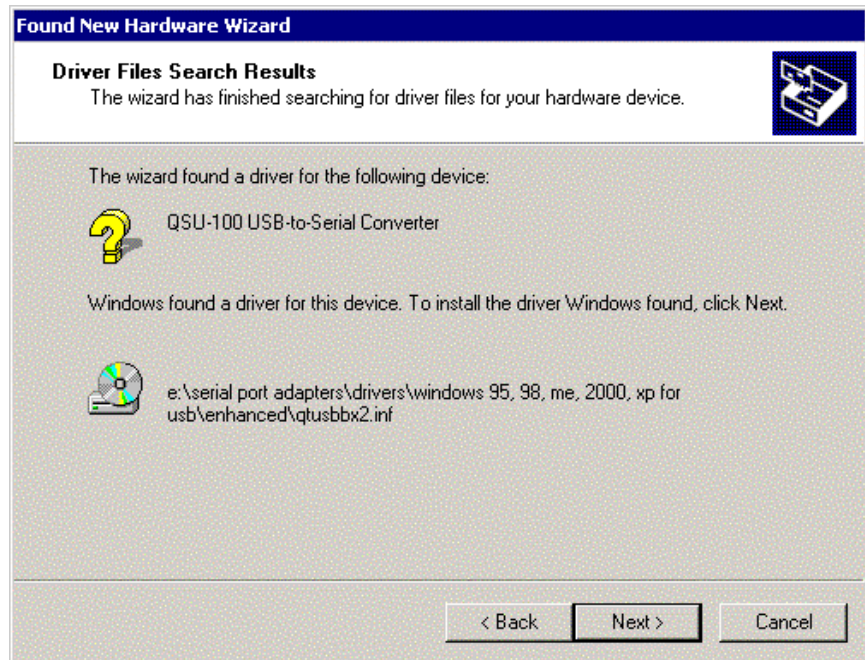 Found New Hardware Wizard
Driver Files Search Results
The wizard has finished searching for driver files for your hardware device.
The wizard found a driver for the following device:
QSU-100 USB-to-Serial Converter
Windows found a driver for this device. To install the driver Windows found, click Next.
e:\serial port adapters\drivers\windows 95, 98, me, 2000, xp for
usb\enhanced\qtusbbx2.inf
< Back
Next >
Cancel